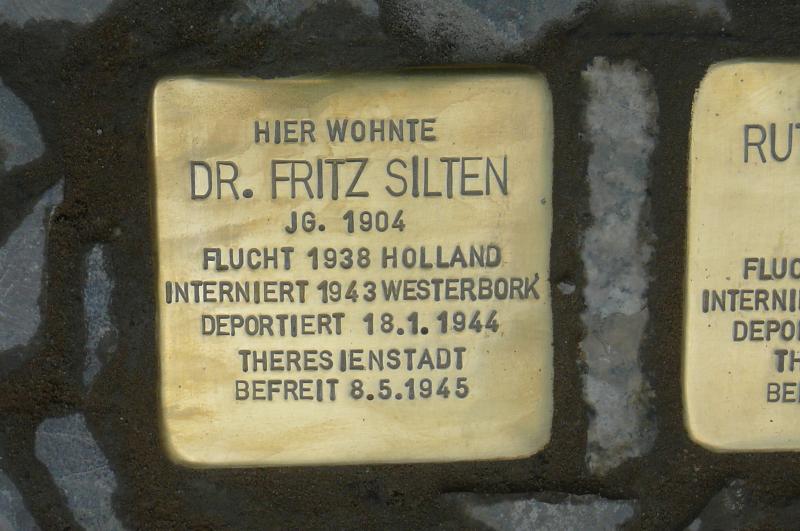 HIER WOHNTE
DR. FRITZ SILTEN
JG. 1904
FLUCHT 1938 HOLLAND
INTERNIERT 1943 WESTERBORK
DEPORTIERT 18.1.1944
THERESIENSTADT
BEFREIT 8.5.1945